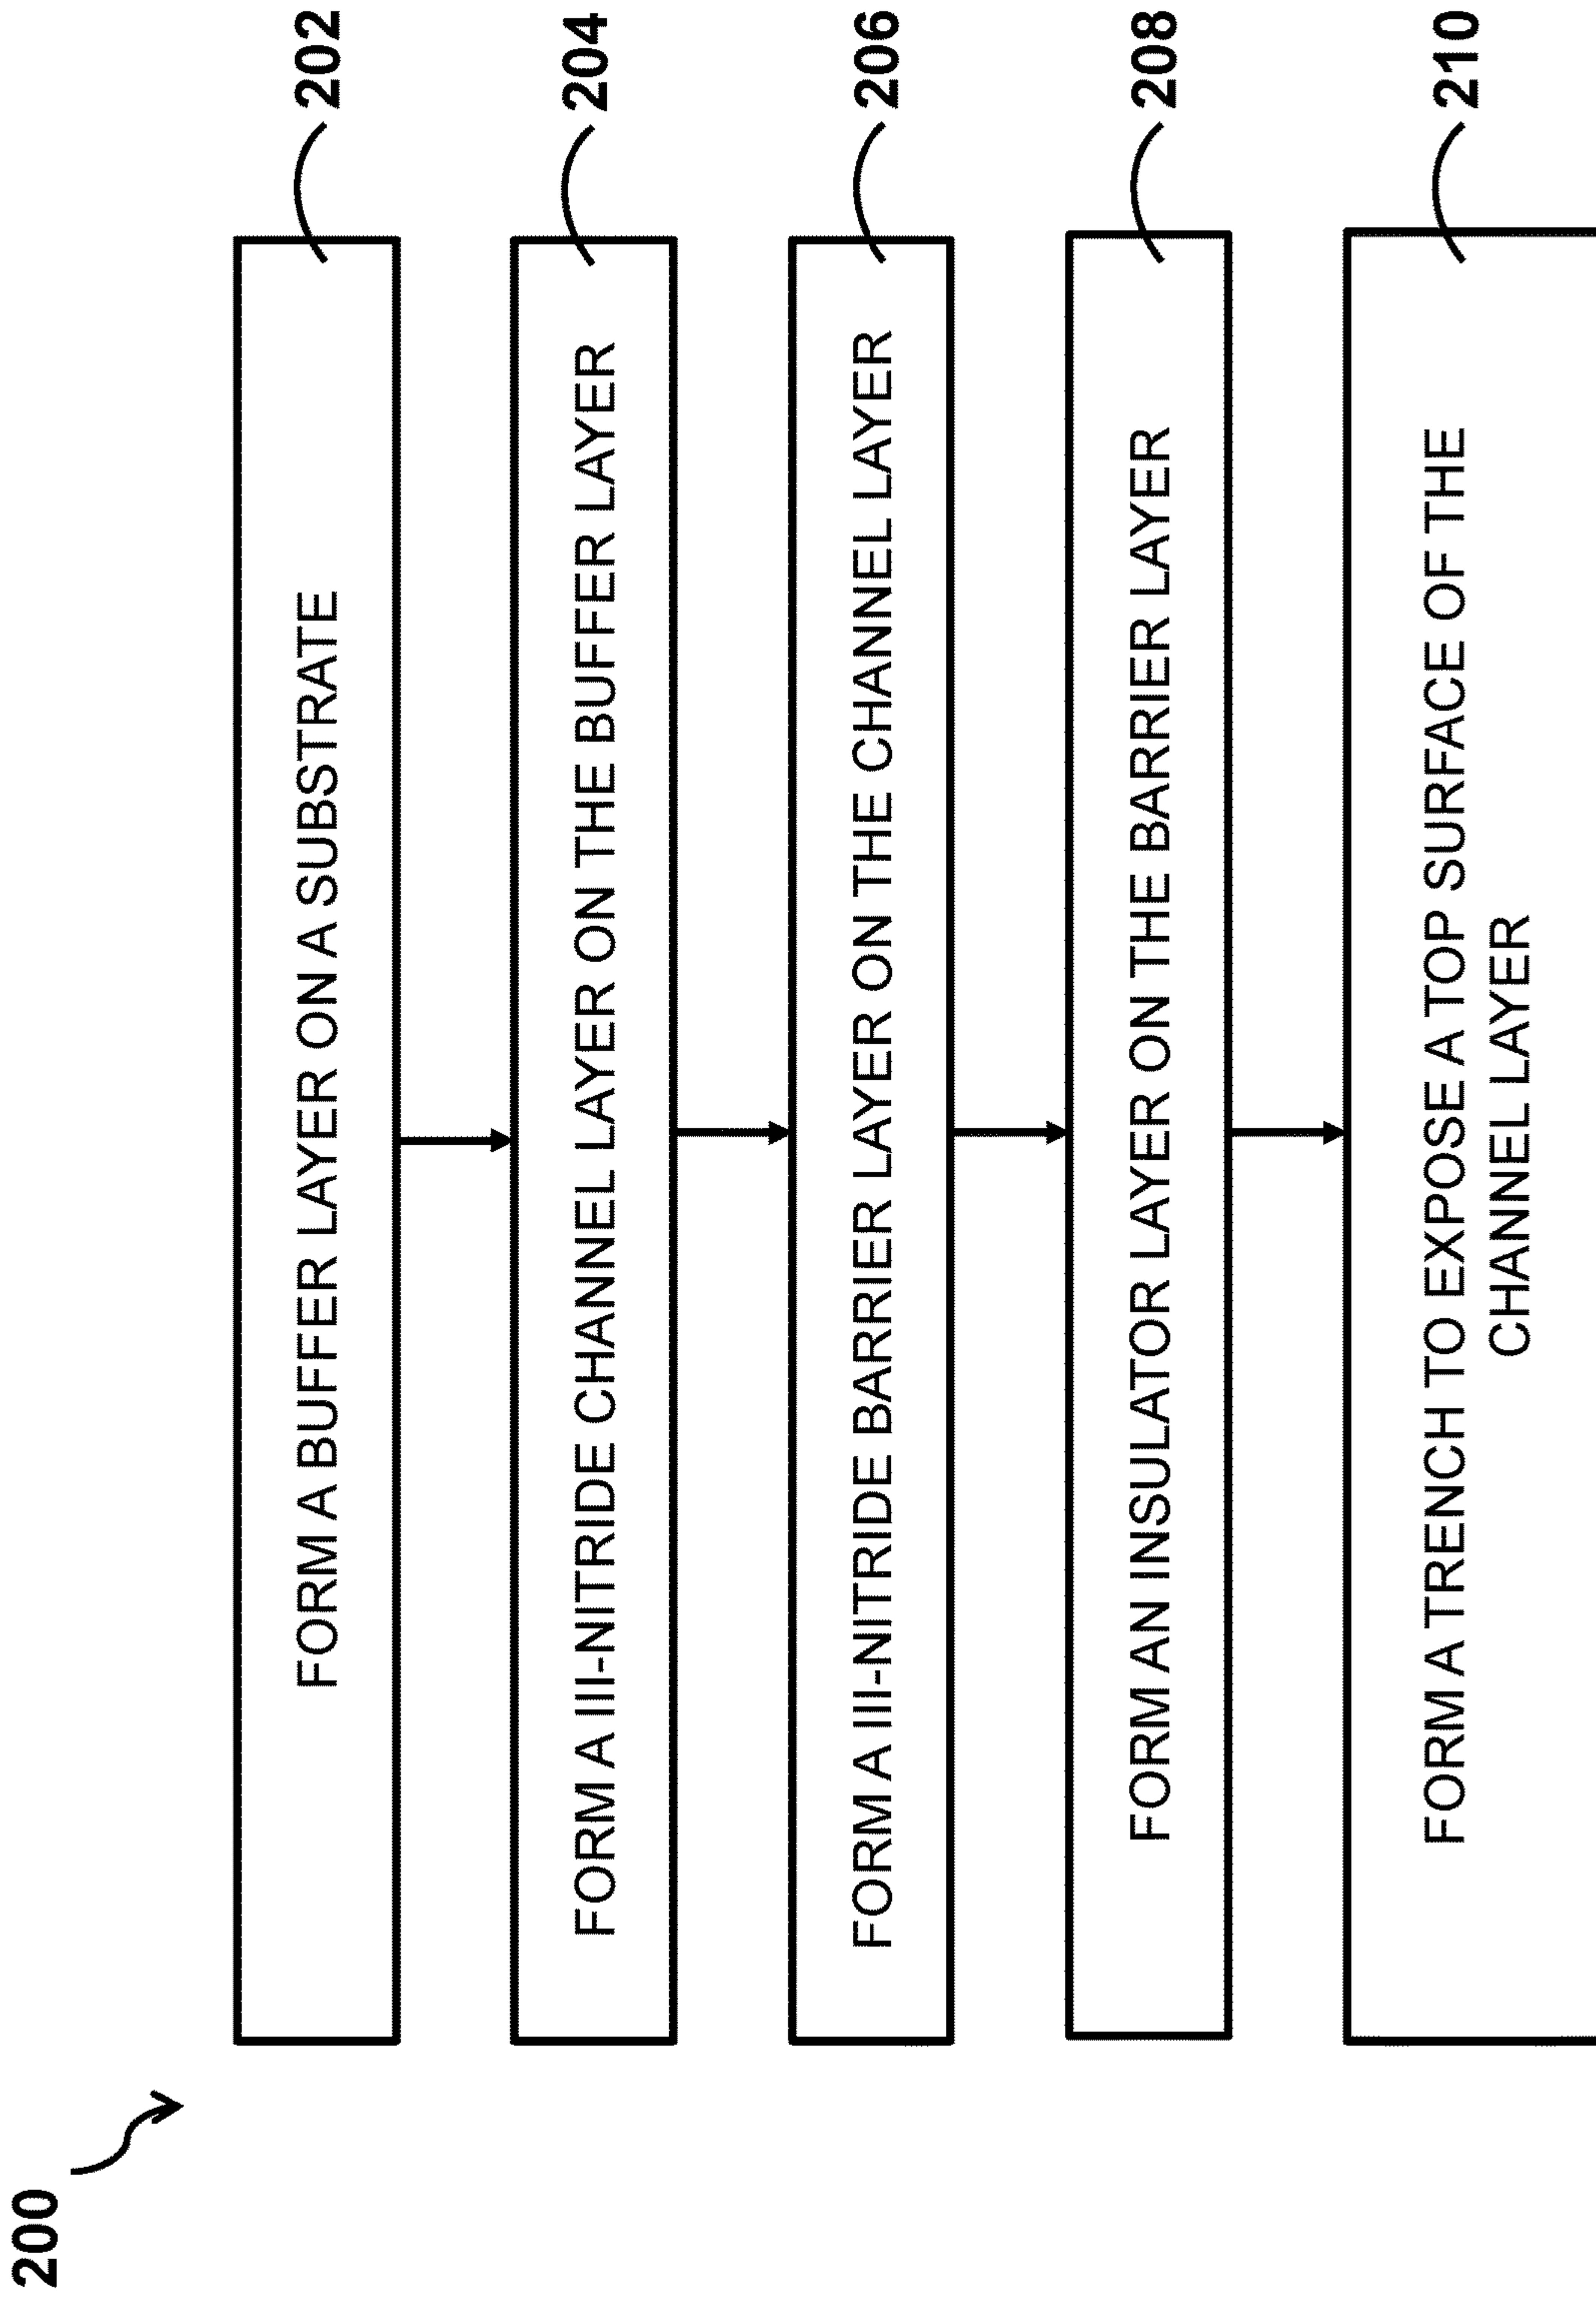 200
FORM A BUFFER LAYER ON A SUBSTRATE
202
FORM A III-NITRIDE CHANNEL LAYER ON THE BUFFER LAYER
204
FORM A III-NITRIDE BARRIER LAYER ON THE CHANNEL LAYER
206
FORM AN INSULATOR LAYER ON THE BARRIER LAYER
208
FORM A TRENCH TO EXPOSE A TOP SURFACE OF THE
CHANNEL LAYER
210